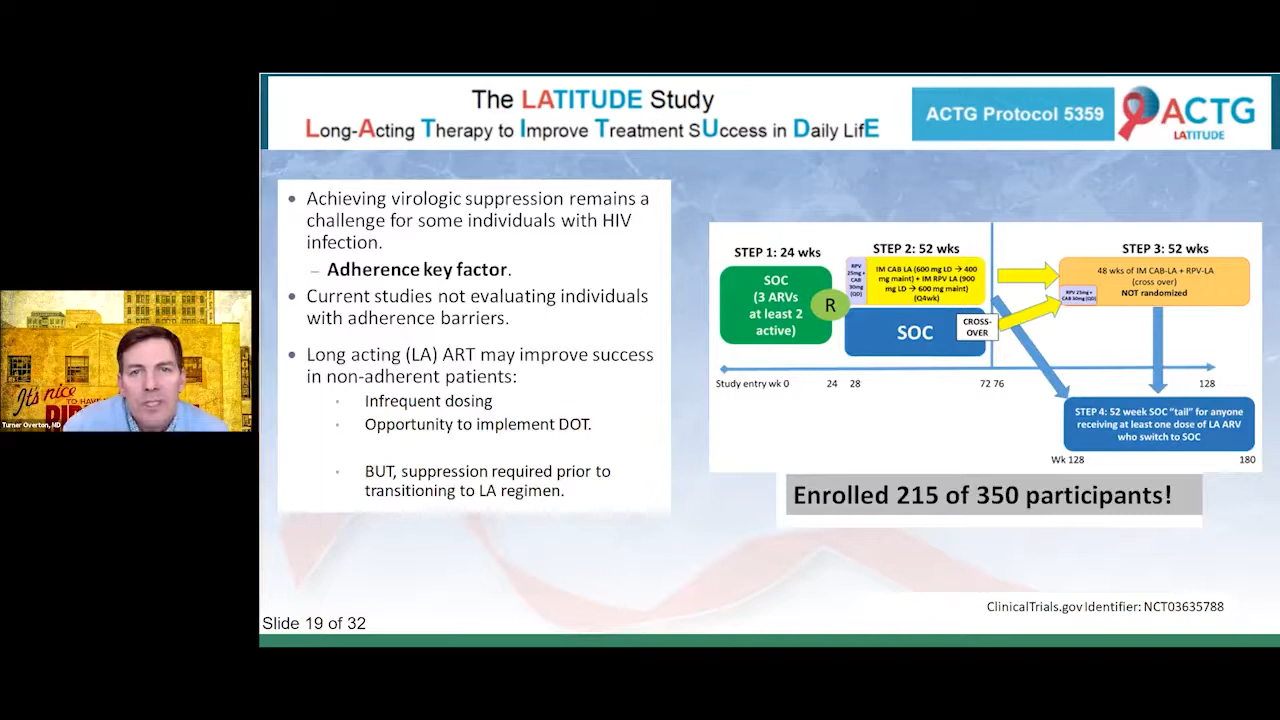 The LATITUDE Study
Long-Acting Therapy to Improve Treatment SUccess in Daily LifE
ACTG Protocol 5359
ACTG
LATITUDE
• Achieving virologic suppression remains a
challenge for some individuals with HIV
infection.
– Adherence key factor.
• Current studies not evaluating individuals
with adherence barriers.
• Long acting (LA) ART may improve success
in non-adherent patients:
• Infrequent dosing
• Opportunity to implement DOT.
• BUT, suppression required prior to
transitioning to LA regimen.
STEP 1: 24 wks
SOC
(3 ARVs
at least 2
active)
R
STEP 2: 52 wks
RPV
25mg +
CAB
30mg
(QD)
IM CAB LA (600 mg LD → 400
mg maint) + IM RPV LA (900
mg LD → 600 mg maint)
(Q4wk)
SOC
CROSS-
OVER
STEP 3: 52 wks
48 wks of IM CAB-LA + RPV-LA
(cross over)
NOT randomized
RPV 25mg +
CAB 30mg (QD)
Study entry wk 0 24 28 72 76 128
STEP 4: 52 week SOC "tail" for anyone
receiving at least one dose of LA ARV
who switch to SOC
Wk 128 180
Enrolled 215 of 350 participants!
ClinicalTrials.gov Identifier: NCT03635788
Slide 19 of 32
It's nice
TO HAVE
Turner Overton, MD